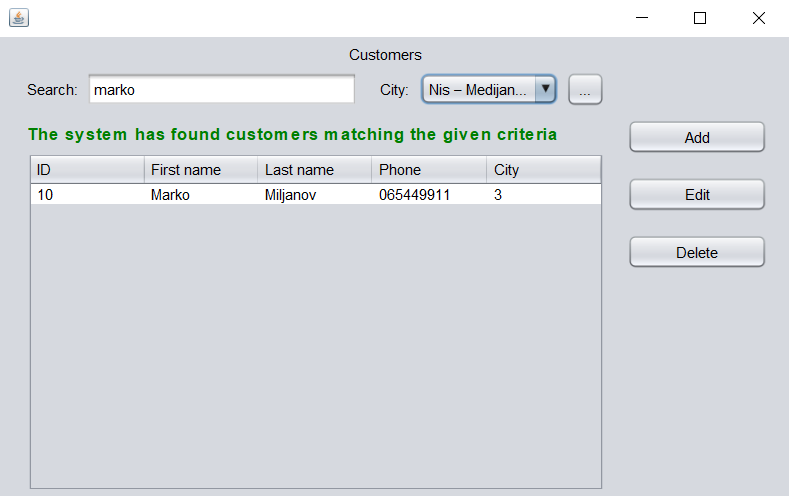 Customers
Search: marko City: Nis – Medijan... ...
The system has found customers matching the given criteria
Add
ID First name Last name Phone City
10 Marko Miljanov 065449911 3
Edit
Delete